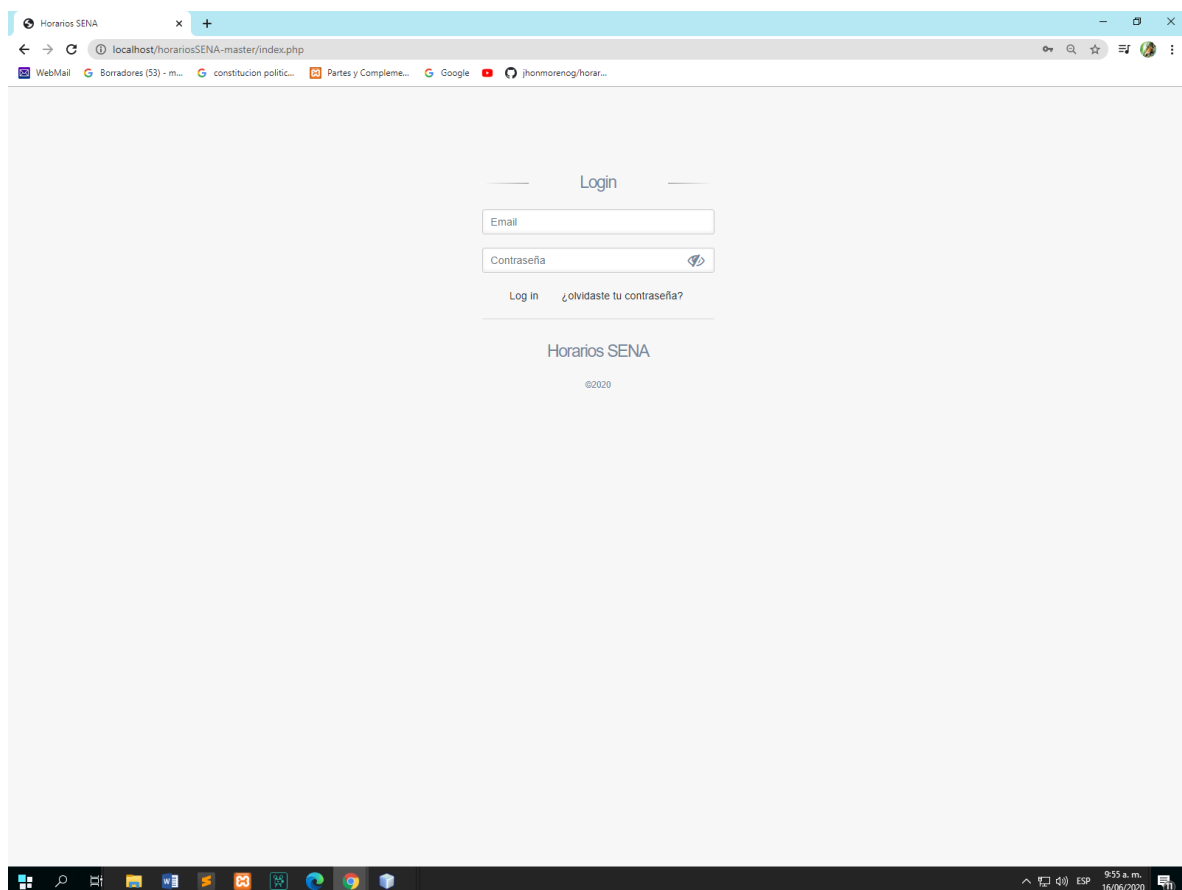 Horarios SENA
localhost/horariosSENA-master/index.php
WebMail Borradores (53) - m... constitucion politic... Partes y Compleme... Google jhonmorenog/horar...
Login
Email
Contraseña
Log in ¿olvidaste tu contraseña?
Horarios SENA
©2020
ESP 9:55 a. m.
16/06/2020